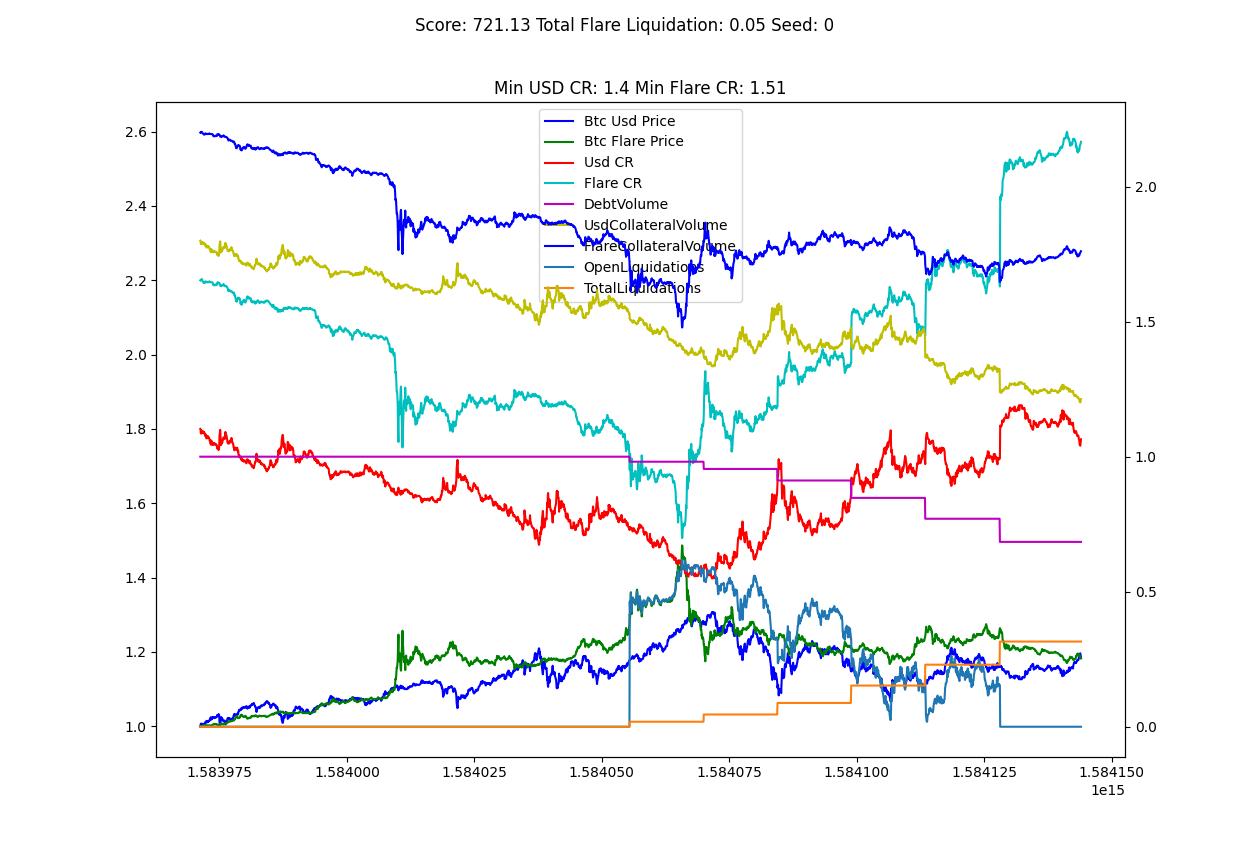 Score: 721.13 Total Flare Liquidation: 0.05 Seed: 0
Min USD CR: 1.4 Min Flare CR: 1.51
Btc Usd Price
Btc Flare Price
Usd CR
Flare CR
DebtVolume
UsdCollateralVolume
FlareCollateralVolume
OpenLiquidations
TotalLiquidations
2.6
2.4
2.2
2.0
1.8
1.6
1.4
1.2
1.0
2.0
1.5
1.0
0.5
0.0
1.583975 1.584000 1.584025 1.584050 1.584075 1.584100 1.584125 1.584150
1e15